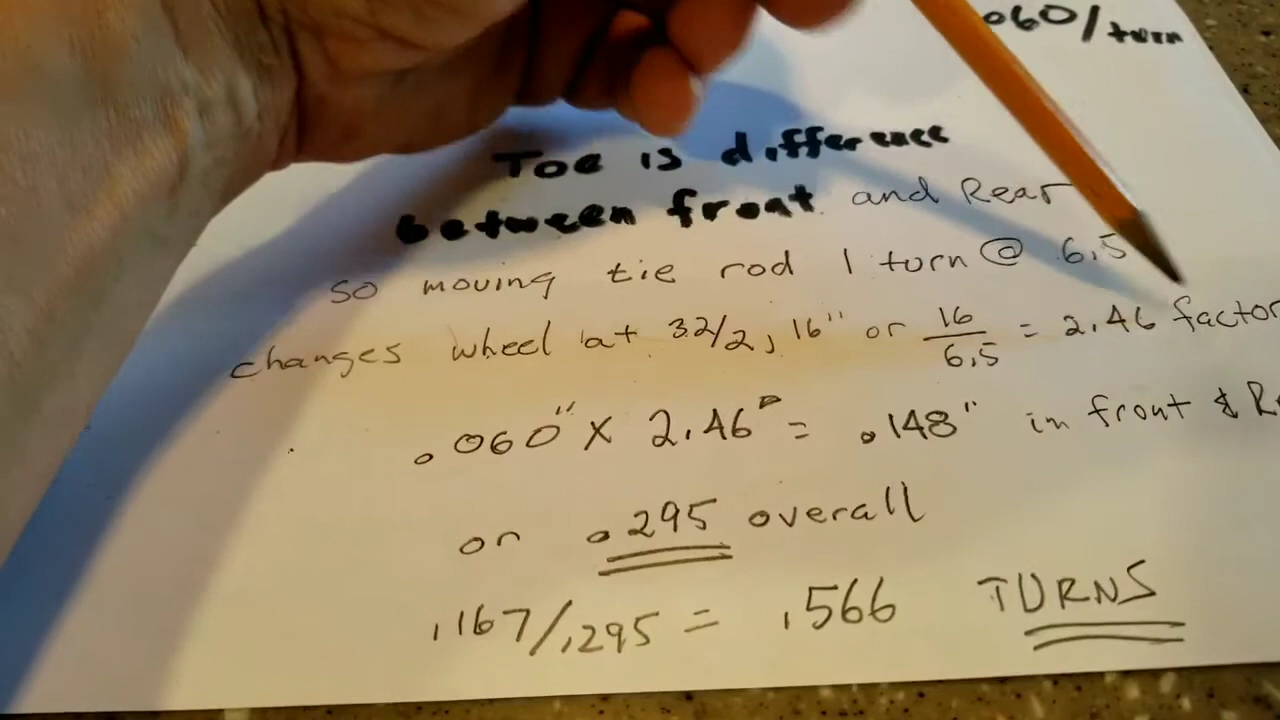 .060/turn
Toe is difference
between front and Rear
so moving tie rod 1 turn @ 6.5
changes wheel at 32/2, 16" or 16/6.5 = 2.46 factor
.060" X 2.46" = .148" in front &
or .295 overall
.167/.295 = .566 TURNS